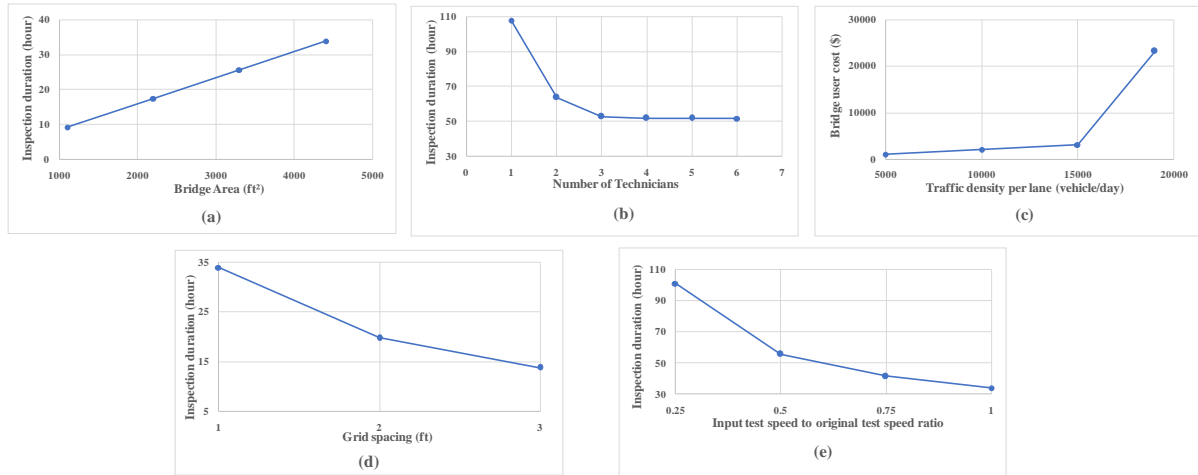 Inspection duration (hour)
40
30
20
10
0
1000 2000 3000 4000 5000
Bridge Area (ft²)
(a)
Inspection duration (hour)
110
90
70
50
30
0 1 2 3 4 5 6 7
Number of Technicians
(b)
Bridge user cost ($)
30000
20000
10000
0
5000 10000 15000 20000
Traffic density per lane (vehicle/day)
(c)
Inspection duration (hour)
35
25
15
5
1 2 3
Grid spacing (ft)
(d)
Inspection duration (hour)
110
90
70
50
30
0.25 0.5 0.75 1
Input test speed to original test speed ratio
(e)